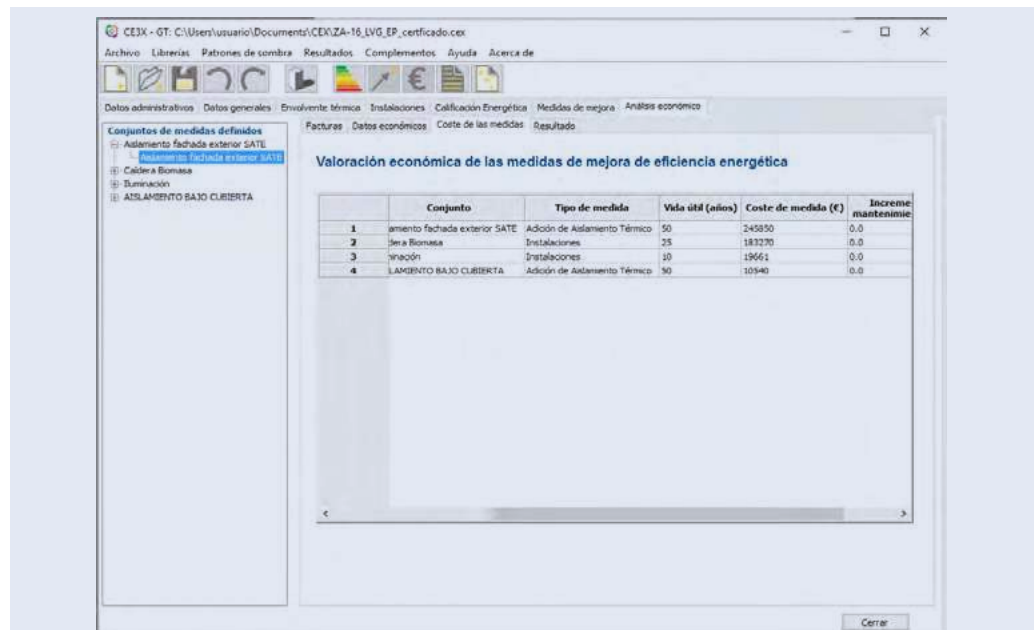 CE3X - GT: C:\Users\usuario\Documents\CEX\ZA-16_LVG_EP_certficado.cex
Archivo Librerías Patrones de sombra Resultados Complementos Ayuda Acerca de
Datos administrativos Datos generales Envolvente térmica Instalaciones Calificación Energética Medidas de mejora Análisis económico
Conjuntos de medidas definidos
Aislamiento fachada exterior SATE
Aislamiento fachada exterior SATE
Caldera Biomasa
Iluminación
AISLAMIENTO BAJO CUBIERTA
Facturas Datos económicos Coste de las medidas Resultado
Valoración económica de las medidas de mejora de eficiencia energética
Conjunto Tipo de medida Vida útil (años) Coste de medida (€) Increme
mantenimie
1 amiento fachada exterior SATE Adición de Aislamiento Térmico 50 245850 0.0
2 dera Biomasa Instalaciones 25 183270 0.0
3 inación Instalaciones 10 19661 0.0
4 LAMIENTO BAJO CUBIERTA Adición de Aislamiento Térmico 50 10540 0.0
Cerrar